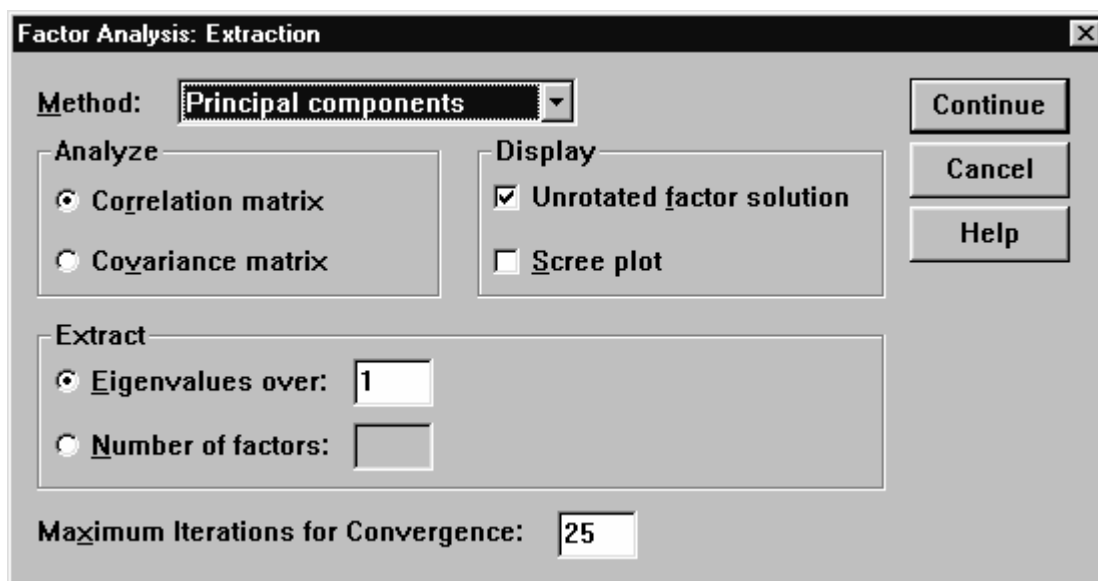 Factor Analysis: Extraction
Method: Principal components
Continue
Analyze
Display
Cancel
Correlation matrix
Unrotated factor solution
Help
Covariance matrix
Scree plot
Extract
Eigenvalues over: 1
Number of factors:
Maximum Iterations for Convergence: 25